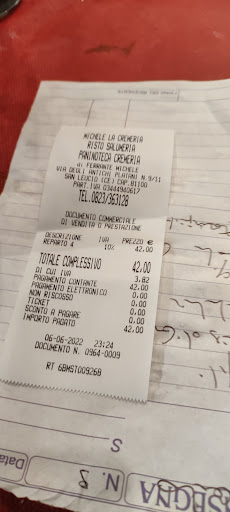 MICHELE LA CREMERIA
RISTO SALUMERIA
PANINOTECA CREMERIA
di FERRANTE MICHELE
VIA DEGLI ANTICHI PLATANI N.9/11
SAN LEUCIO (CE) CAP.81100
PART.IVA 03444940617
TEL.0823/363128
DOCUMENTO COMMERCIALE
DI VENDITA O PRESTAZIONE
DESCRIZIONE IVA PREZZO €
REPARTO 4 10% 42.00
TOTALE COMPLESSIVO 42.00
DI CUI IVA 3.82
PAGAMENTO CONTANTE 42.00
PAGAMENTO ELETTRONICO 0.00
NON RISCOSSO 0.00
TICKET 0.00
SCONTO A PAGARE 0.00
IMPORTO PAGATO 42.00
06-06-2022 23:24
DOCUMENTO N. 0964-0009
RT 6BMST009268
S
N. 8
SEGNA
Data